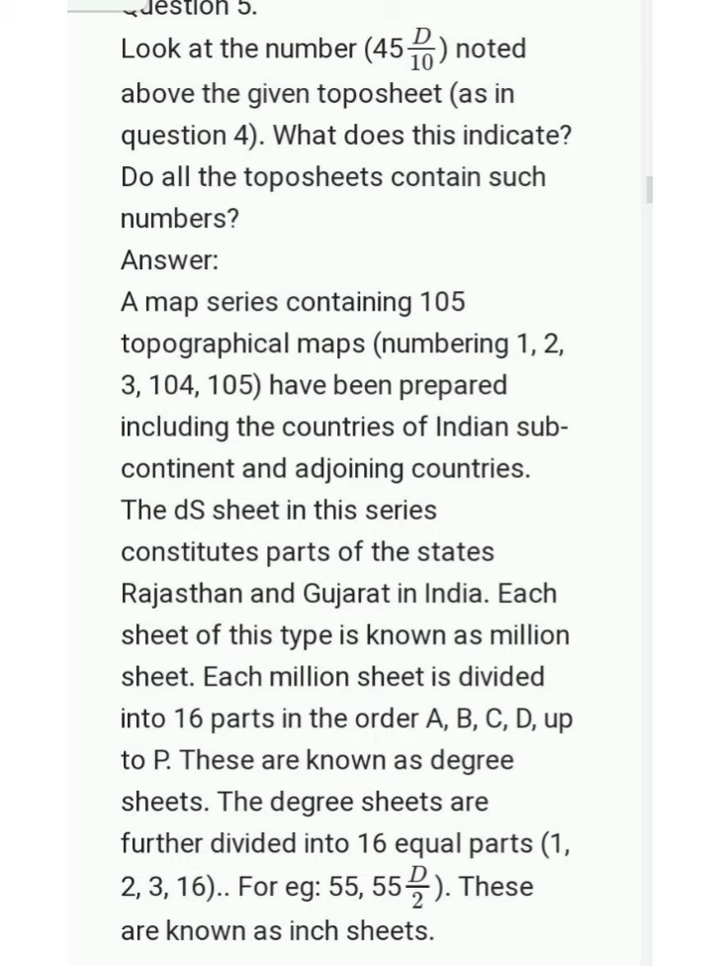 Question 5.
Look at the number (45 D/10) noted
above the given toposheet (as in
question 4). What does this indicate?
Do all the toposheets contain such
numbers?
Answer:
A map series containing 105
topographical maps (numbering 1, 2,
3, 104, 105) have been prepared
including the countries of Indian sub-
continent and adjoining countries.
The dS sheet in this series
constitutes parts of the states
Rajasthan and Gujarat in India. Each
sheet of this type is known as million
sheet. Each million sheet is divided
into 16 parts in the order A, B, C, D, up
to P. These are known as degree
sheets. The degree sheets are
further divided into 16 equal parts (1,
2, 3, 16).. For eg: 55, 55 D/2 ). These
are known as inch sheets.